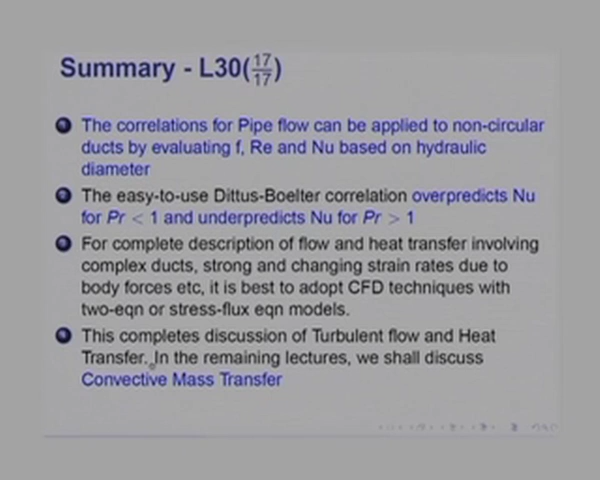 Summary - L30(17/17)
The correlations for Pipe flow can be applied to non-circular
ducts by evaluating f, Re and Nu based on hydraulic
diameter
The easy-to-use Dittus-Boelter correlation overpredicts Nu
for Pr < 1 and underpredicts Nu for Pr > 1
For complete description of flow and heat transfer involving
complex ducts, strong and changing strain rates due to
body forces etc, it is best to adopt CFD techniques with
two-eqn or stress-flux eqn models.
This completes discussion of Turbulent flow and Heat
Transfer. In the remaining lectures, we shall discuss
Convective Mass Transfer